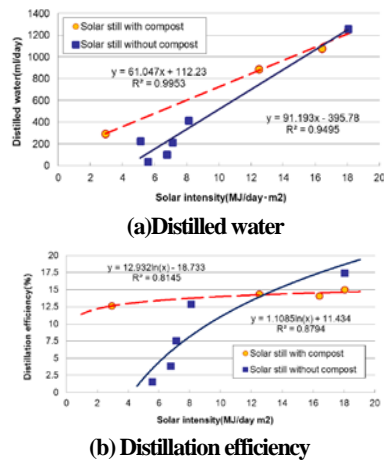 1400
1200
1000
800
600
400
200
0
Distilled water(ml/day)
Solar still with compost
Solar still without compost
y = 61.047x + 112.23
R² = 0.9953
y = 91.193x - 395.78
R² = 0.9495
0 2 4 6 8 10 12 14 16 18 20
Solar intensity(MJ/day·m2)
(a)Distilled water
20.0
17.5
15.0
12.5
10.0
7.5
5.0
2.5
0.0
Distillation efficiency(%)
y = 12.932ln(x) - 18.733
R² = 0.8145
y = 1.1085ln(x) + 11.434
R² = 0.8794
Solar still with compost
Solar still without compost
0 2 4 6 8 10 12 14 16 18 20
Solar intensity(MJ/day m2)
(b) Distillation efficiency